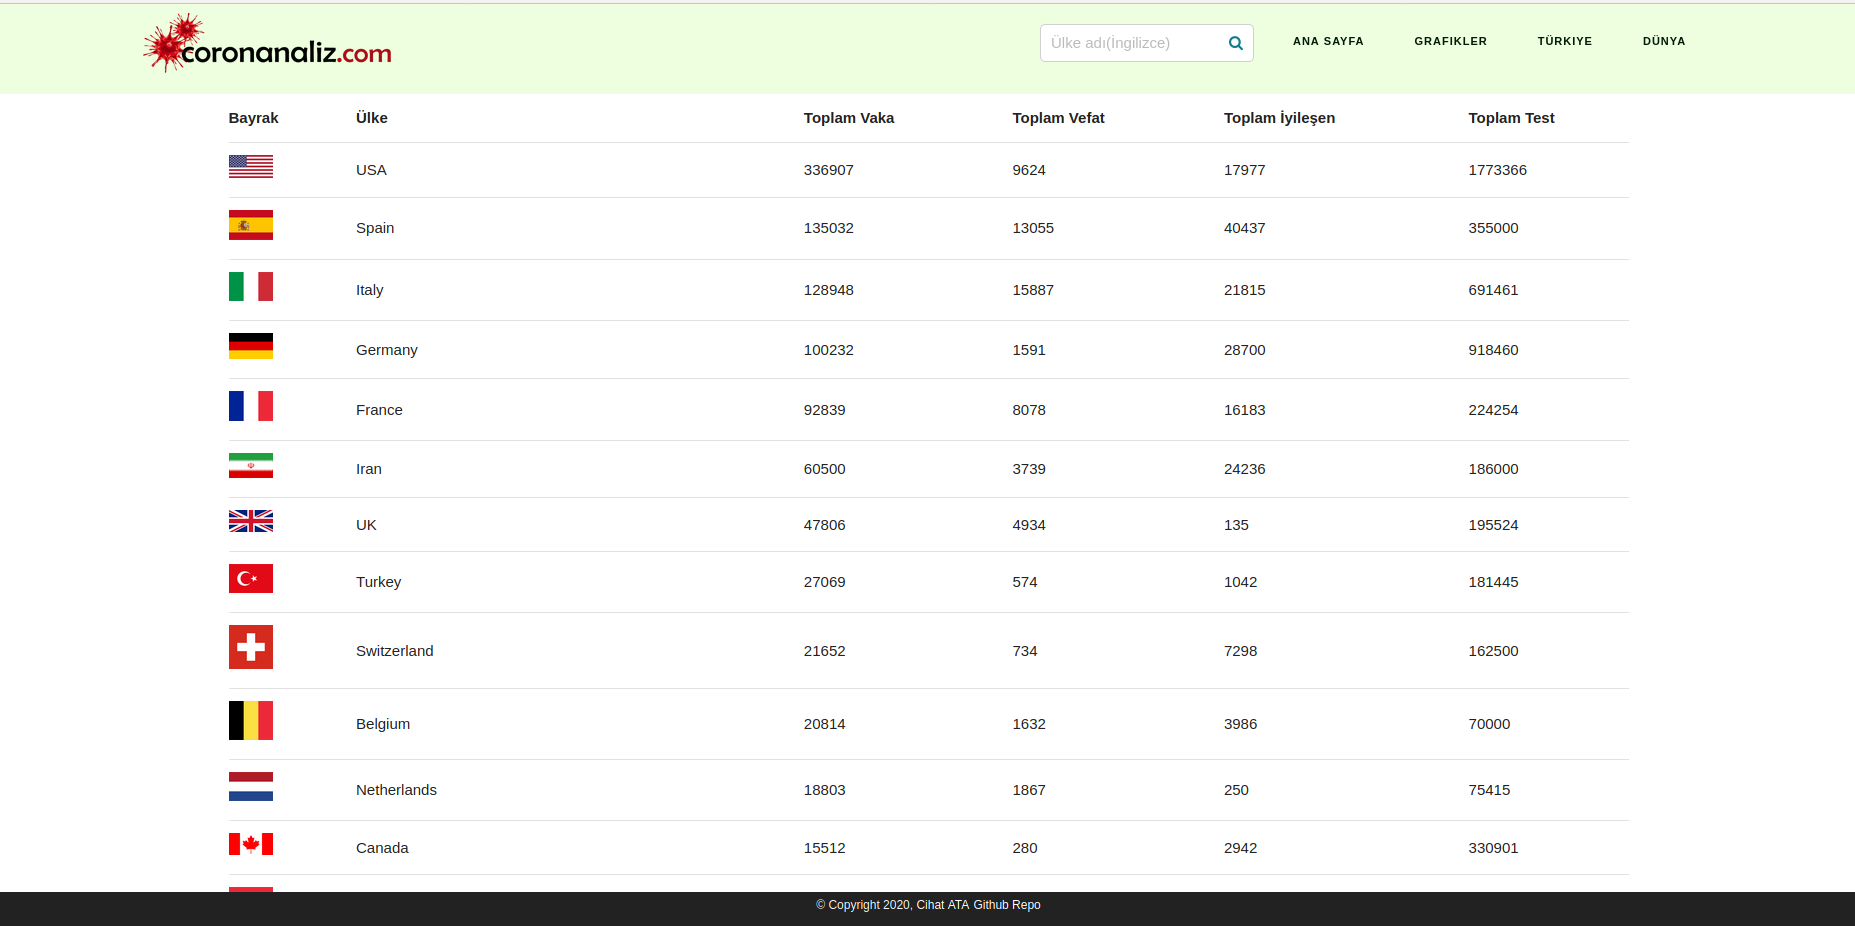 coronanaliz.com
Ülke adı(İngilizce) ANA SAYFA GRAFIKLER TÜRKIYE DÜNYA
Bayrak Ülke Toplam Vaka Toplam Vefat Toplam İyileşen Toplam Test
USA 336907 9624 17977 1773366
Spain 135032 13055 40437 355000
Italy 128948 15887 21815 691461
Germany 100232 1591 28700 918460
France 92839 8078 16183 224254
Iran 60500 3739 24236 186000
UK 47806 4934 135 195524
Turkey 27069 574 1042 181445
Switzerland 21652 734 7298 162500
Belgium 20814 1632 3986 70000
Netherlands 18803 1867 250 75415
Canada 15512 280 2942 330901
© Copyright 2020, Cihat ATA Github Repo